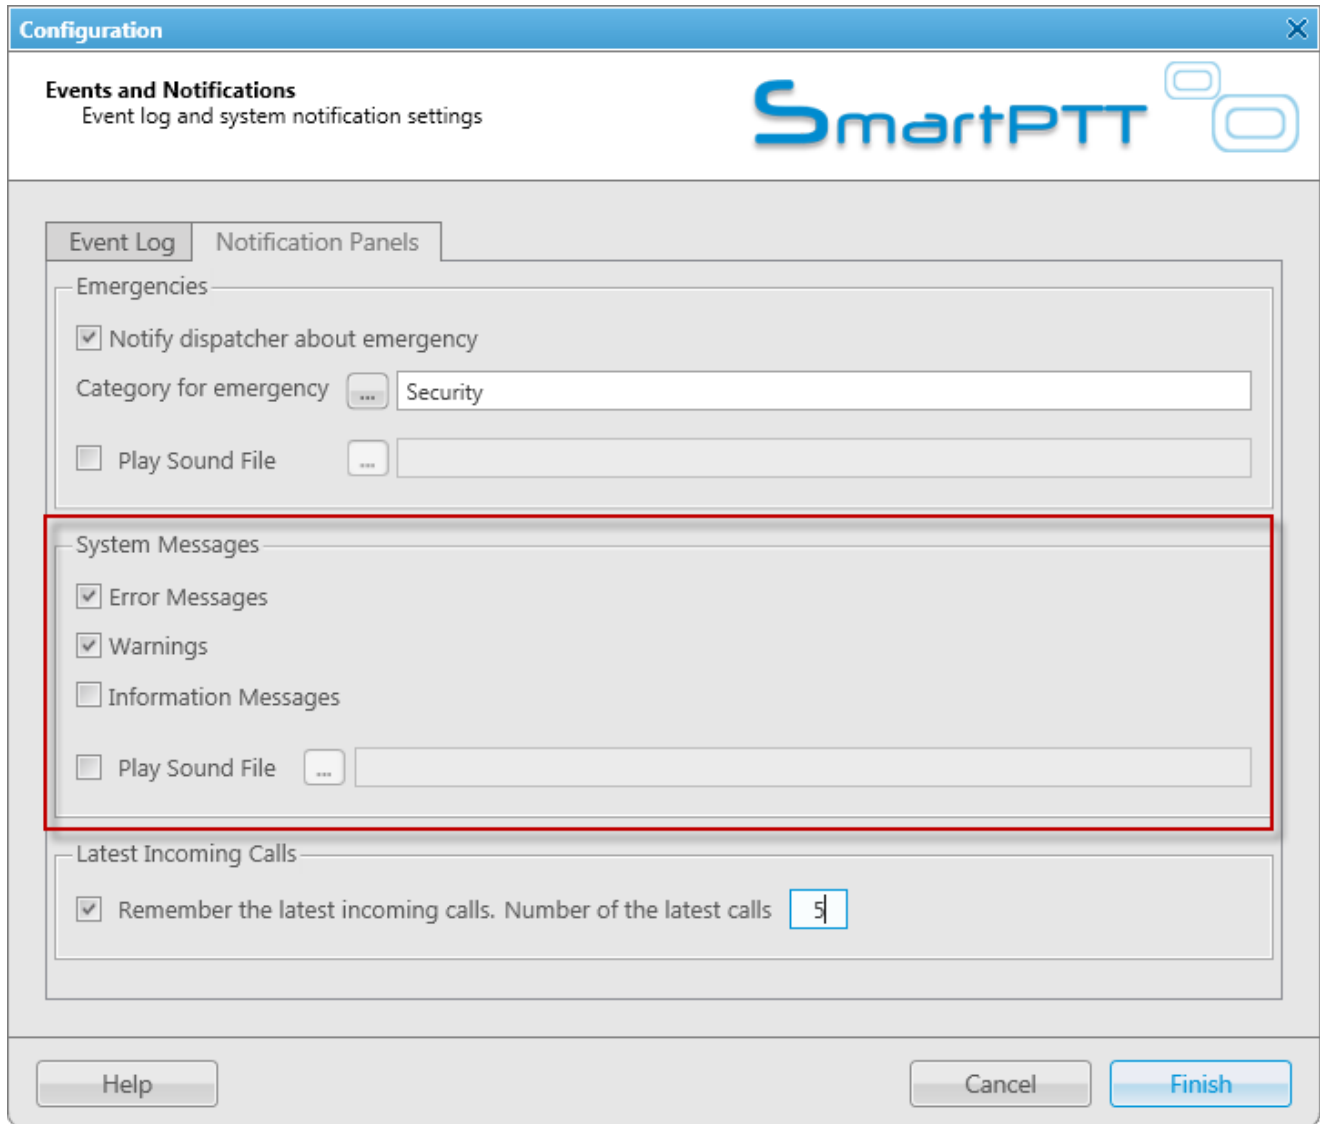 Configuration
Events and Notifications
Event log and system notification settings
SmartPTT
Event Log
Notification Panels
Emergencies
Notify dispatcher about emergency
Category for emergency ... Security
Play Sound File ...
System Messages
Error Messages
Warnings
Information Messages
Play Sound File ...
Latest Incoming Calls
Remember the latest incoming calls. Number of the latest calls 5
Help
Cancel
Finish